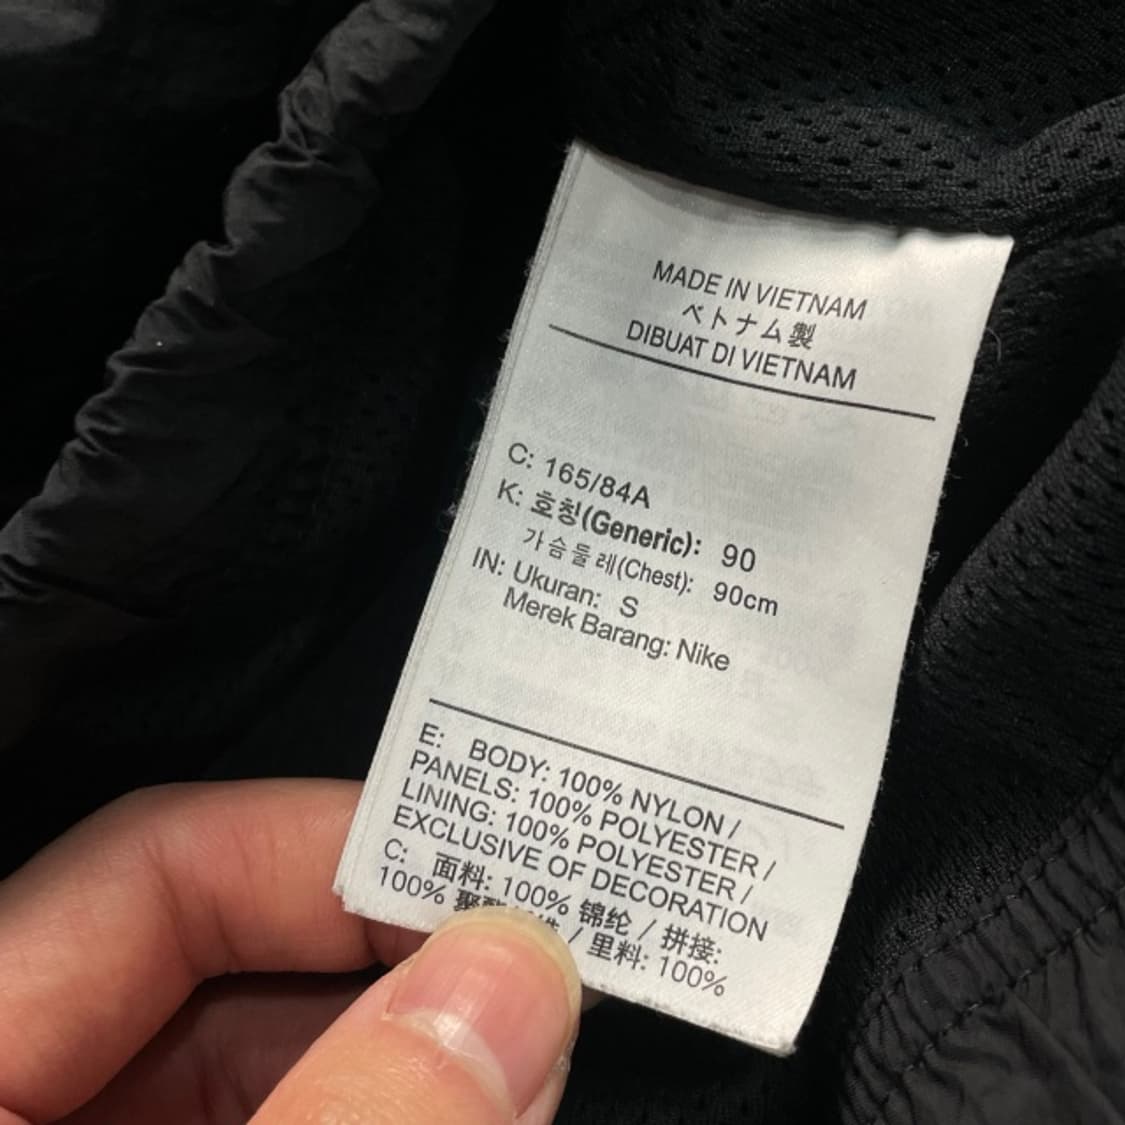 MADE IN VIETNAM
ベトナム製
DIBUAT DI VIETNAM
C: 165/84A
K: 호칭(Generic): 90
가슴둘레(Chest): 90cm
IN: Ukuran: S
Merek Barang: Nike
E: BODY: 100% NYLON /
PANELS: 100% POLYESTER /
LINING: 100% POLYESTER /
EXCLUSIVE OF DECORATION
C: 面料: 100% 锦纶 / 拼接:
100% 聚酯 / 里料: 100%